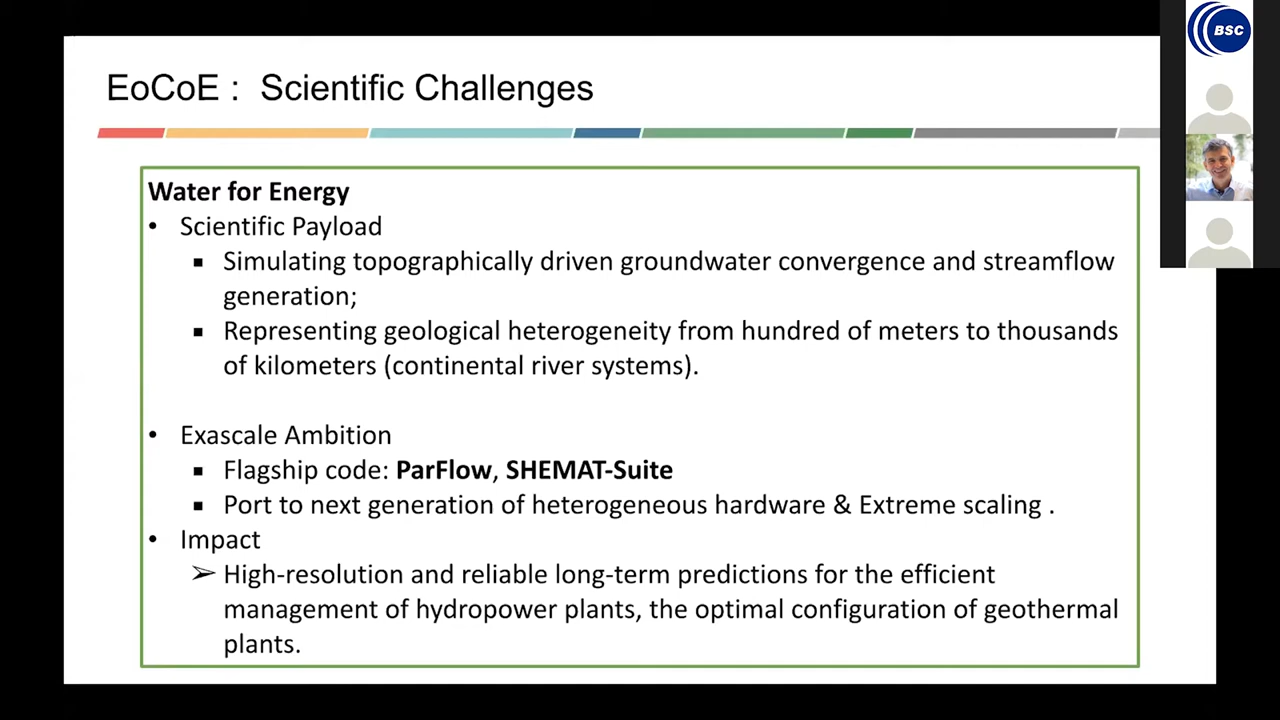 EoCoE : Scientific Challenges
BSC
Water for Energy
• Scientific Payload
▪ Simulating topographically driven groundwater convergence and streamflow
generation;
▪ Representing geological heterogeneity from hundred of meters to thousands
of kilometers (continental river systems).
• Exascale Ambition
▪ Flagship code: ParFlow, SHEMAT-Suite
▪ Port to next generation of heterogeneous hardware & Extreme scaling .
• Impact
➢ High-resolution and reliable long-term predictions for the efficient
management of hydropower plants, the optimal configuration of geothermal
plants.